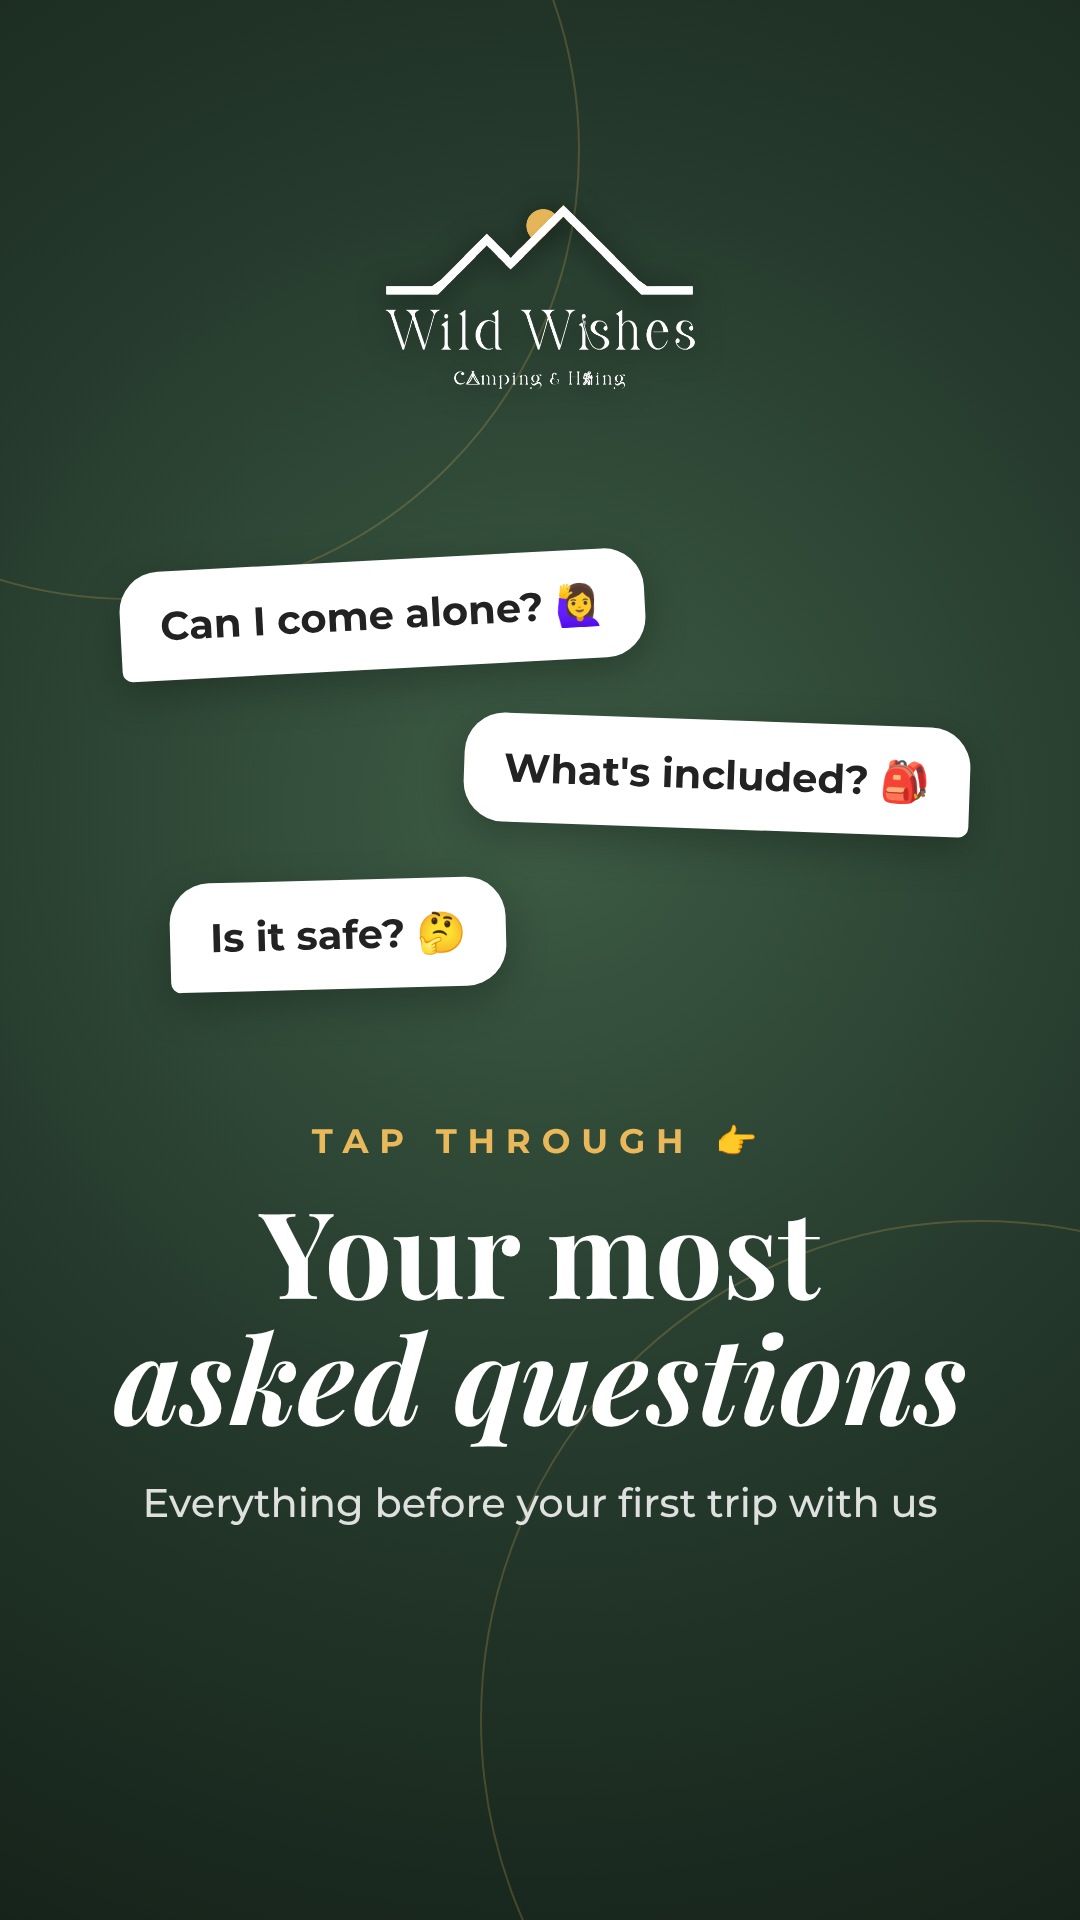 Wild Wishes
Camping & Hiking
Can I come alone? 🙋‍♀️
What's included? 🎒
Is it safe? 🤔
TAP THROUGH 👉
Your most
asked questions
Everything before your first trip with us